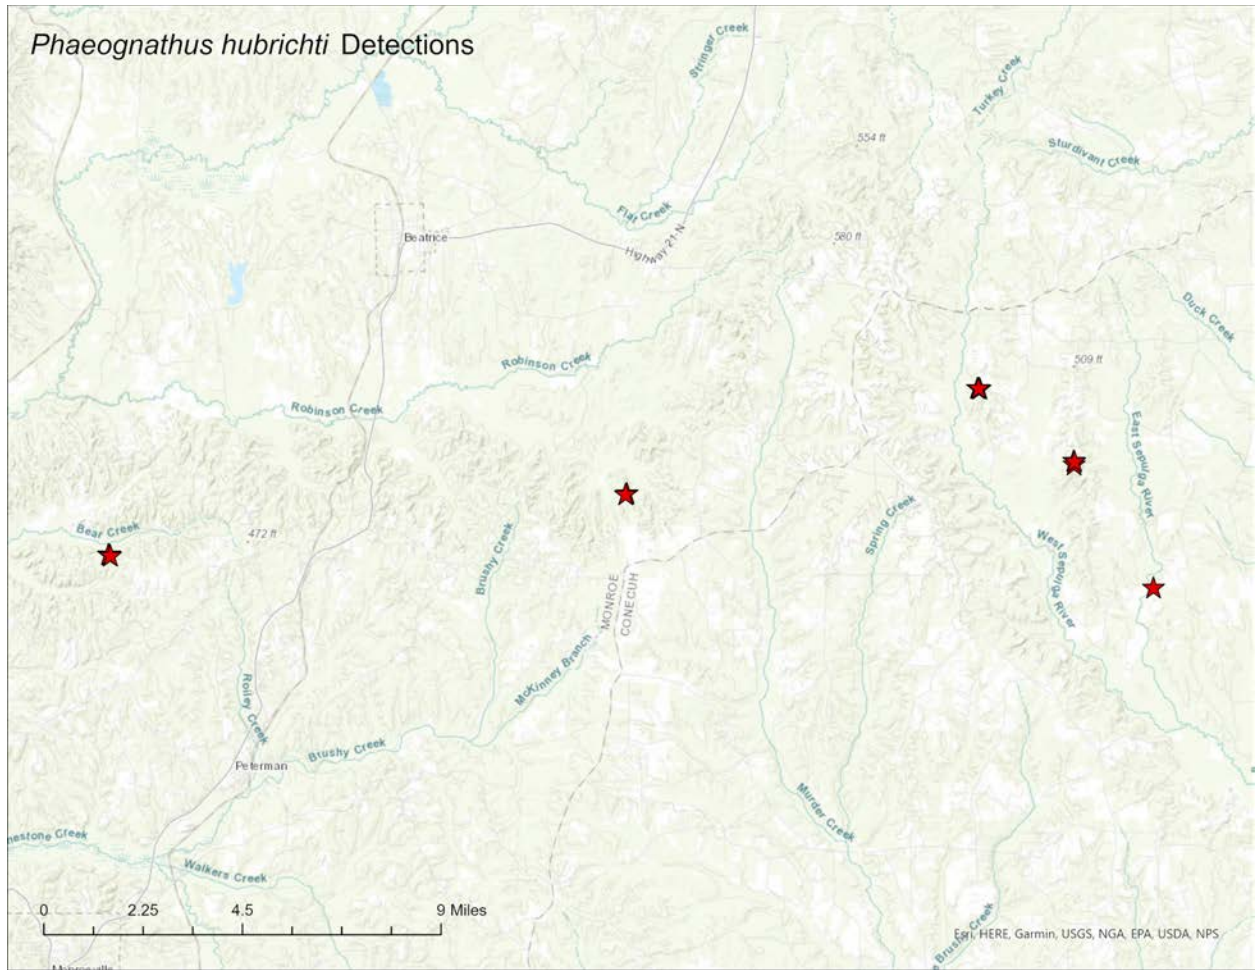 Phaeognathus hubrichti Detections
Stringer Creek
Turkey Creek
554 ft
Sturdivant Creek
Flat Creek
Beatrice
Highway 21 N
580 ft
Duck Creek
Robinson Creek
509 ft
Robinson Creek
East Sepulga River
Bear Creek
472 ft
Spring Creek
Brushy Creek
West Sepulga River
MONROE
CONECUH
McKinney Branch
Rolley Creek
Brushy Creek
Peterman
Murder Creek
mestone Creek
Walkers Creek
0 2.25 4.5 9 Miles
Brushy Creek
Esri, HERE, Garmin, USGS, NGA, EPA, USDA, NPS